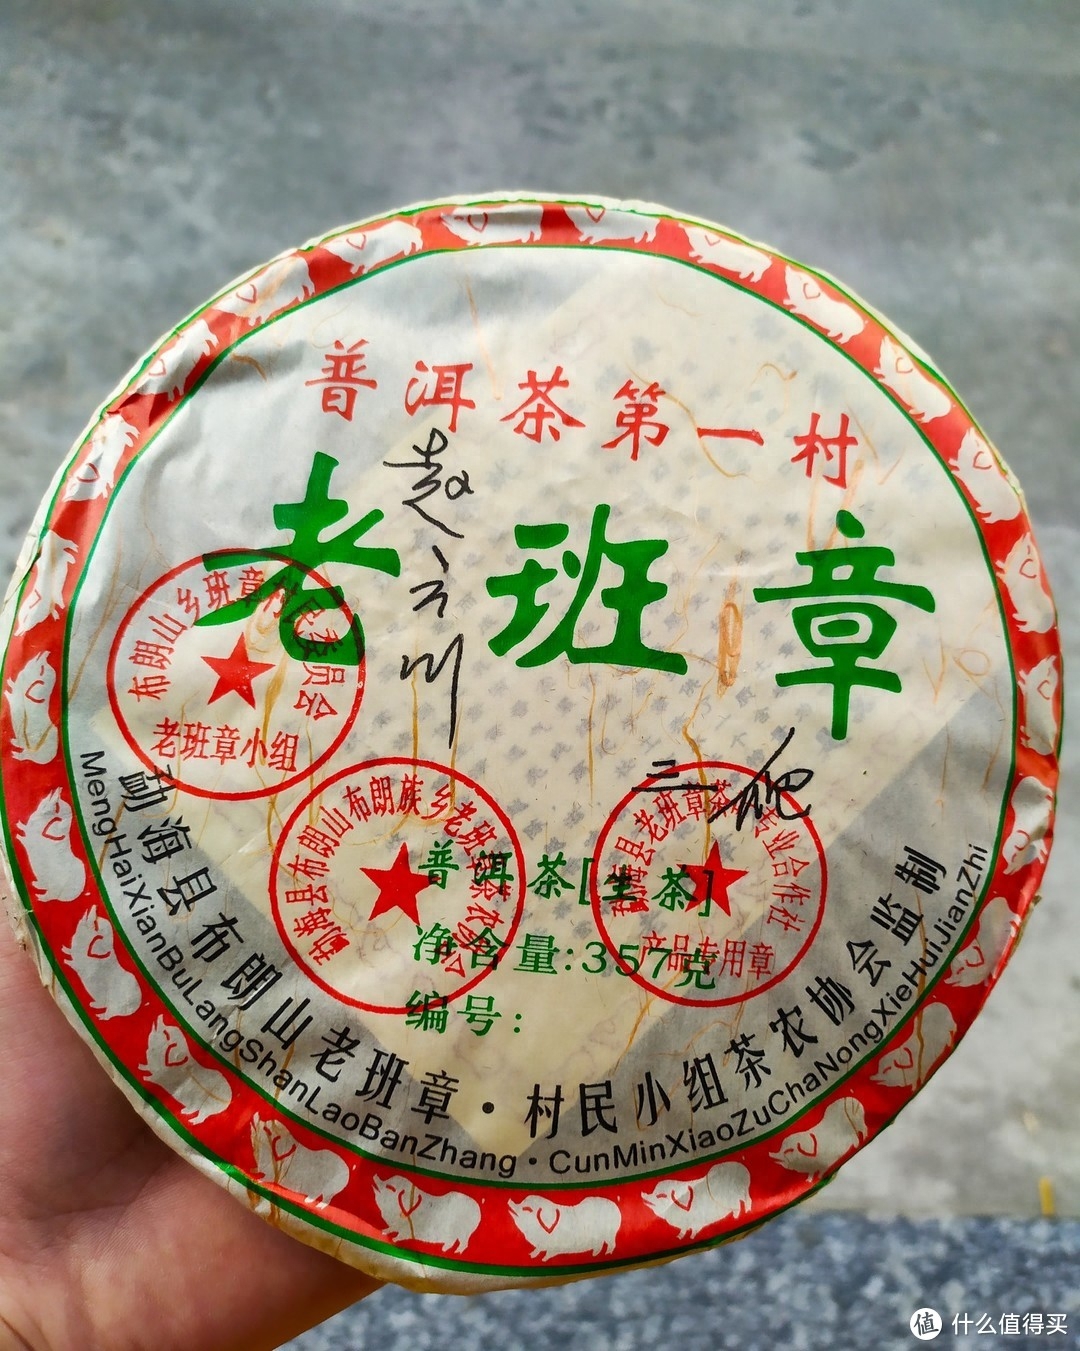 普洱茶第一村
老班章
赵
三爬
布朗山乡班章村民委员会
老班章小组
勐海县布朗山布朗族乡老班章茶农协会
勐海县老班章茶专业合作社
产品专用章
普洱茶[生茶]
净含量:357克
编号:
勐海县布朗山老班章·村民小组茶农协会监制
MengHaiXianBuLangShanLaoBanZhang·CunMinXiaoZuChaNongXieHuiJianZhi
值 什么值得买